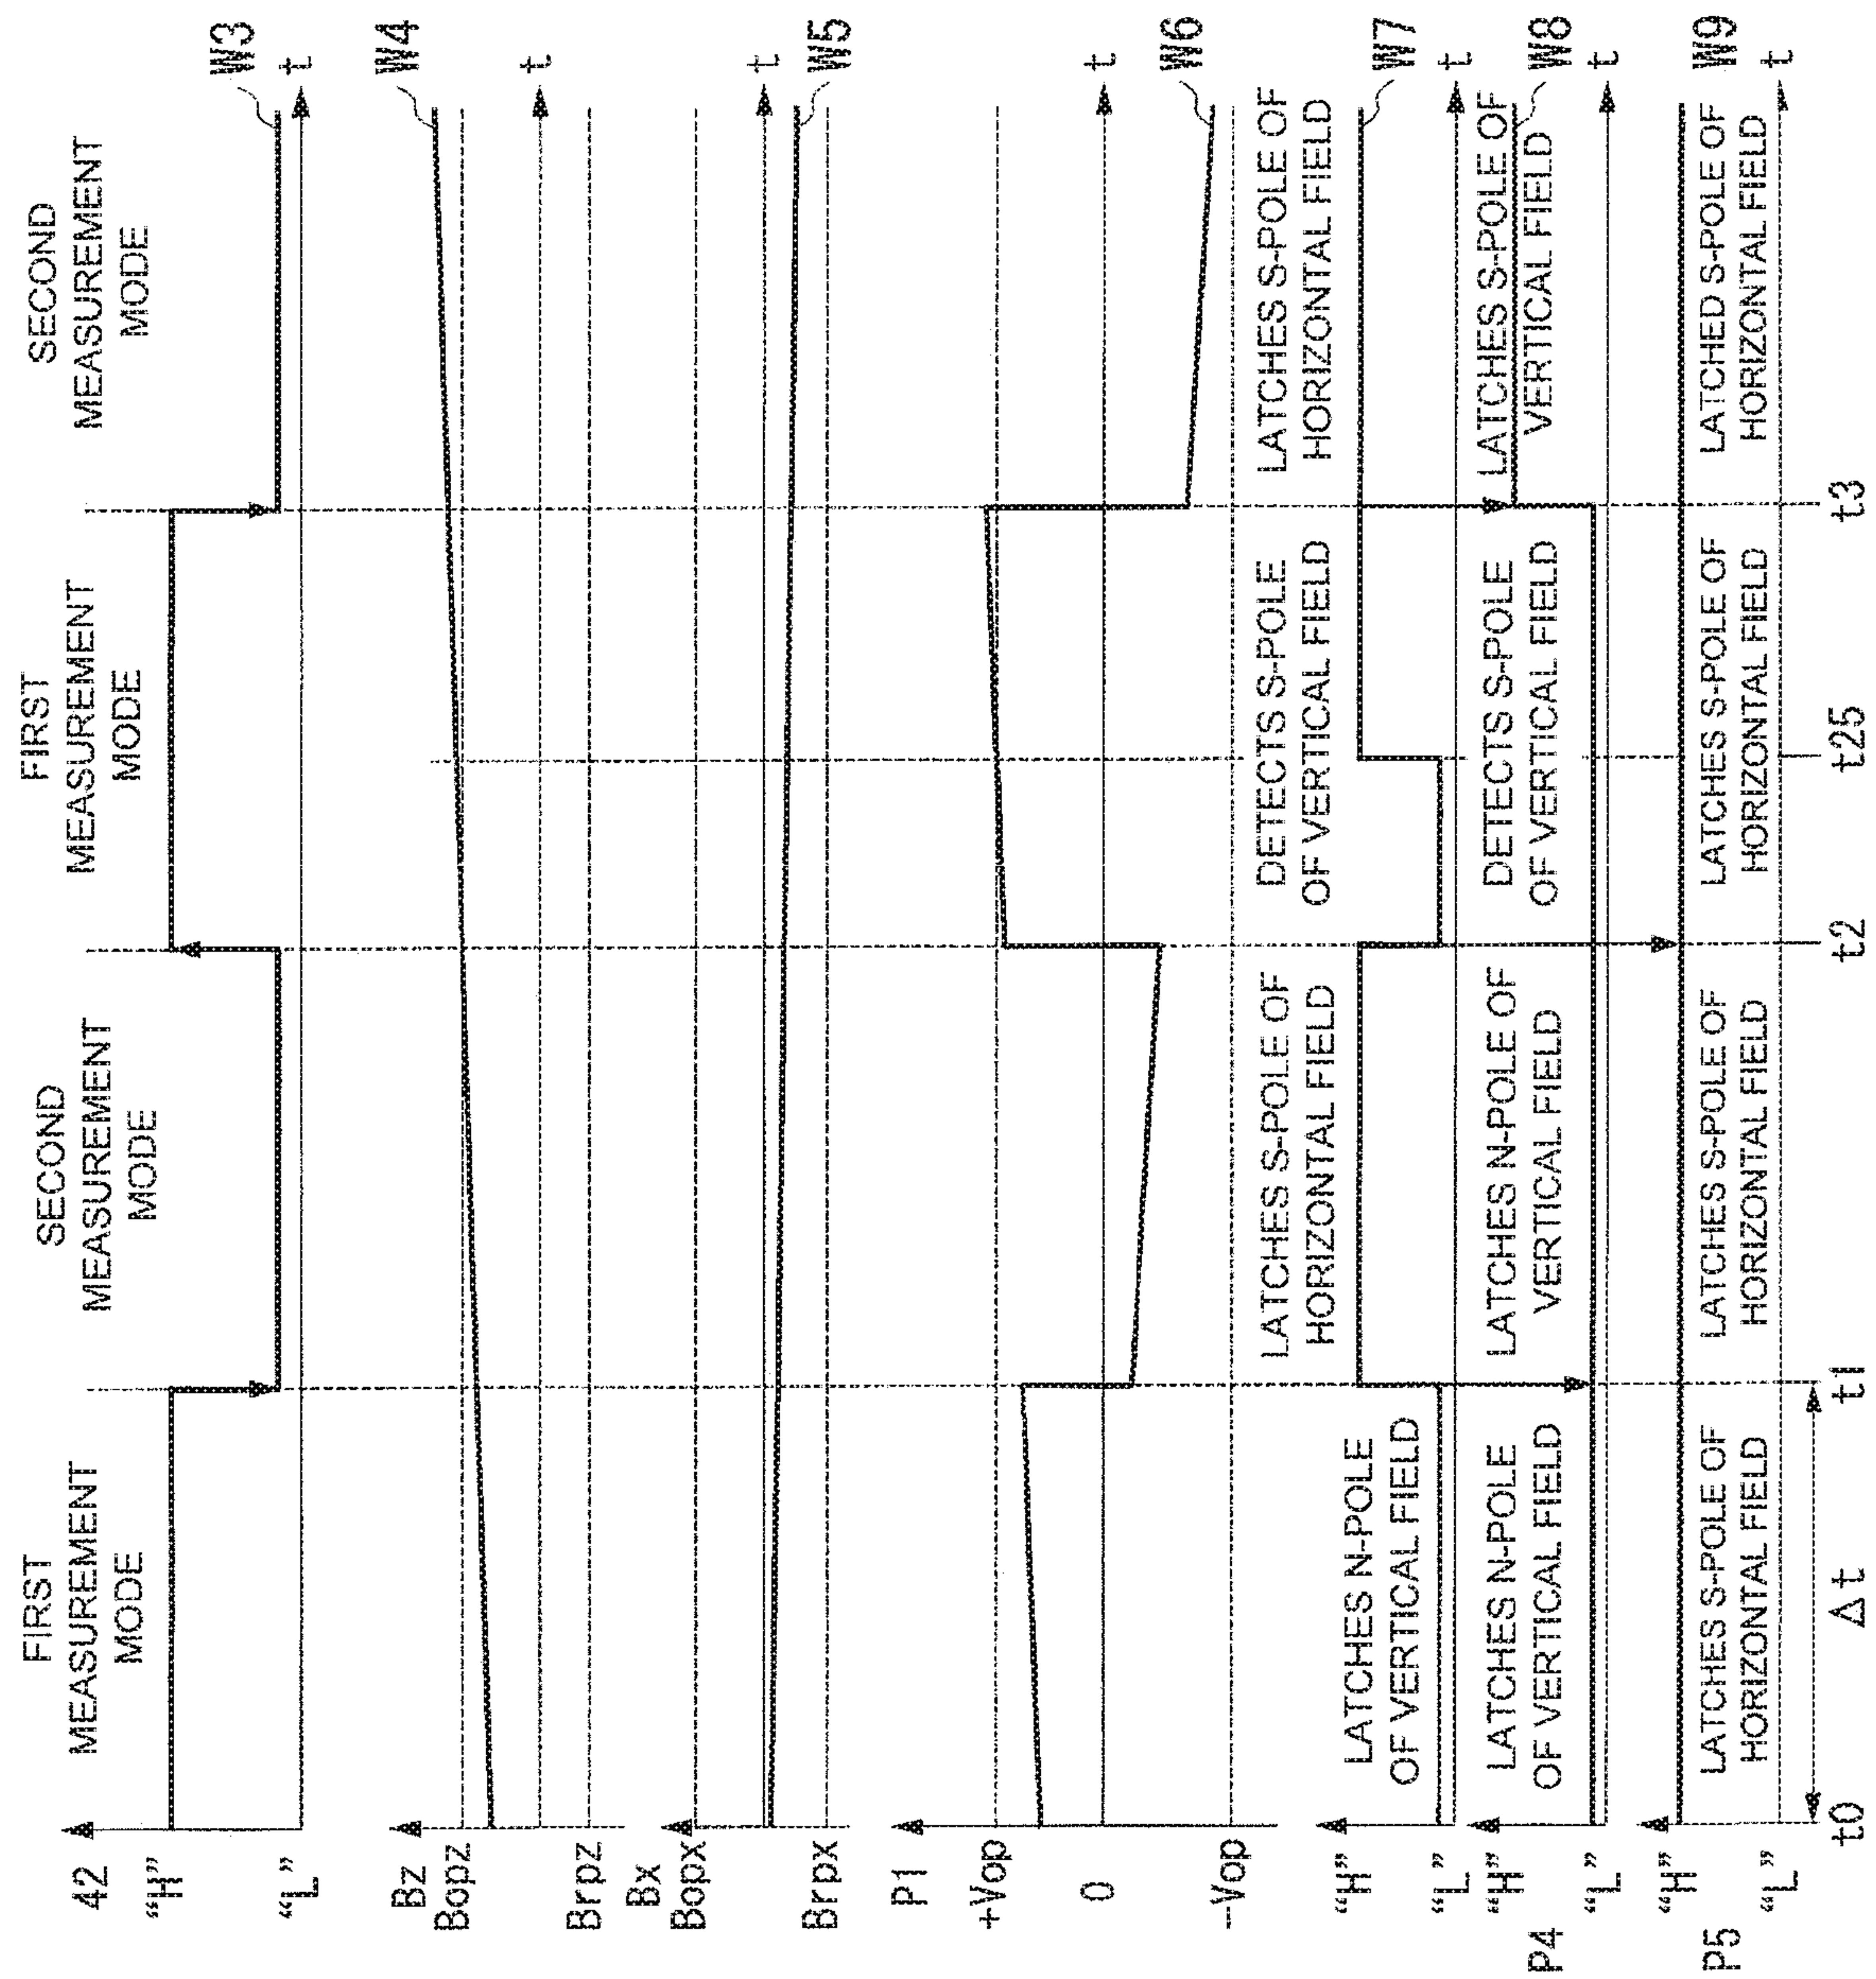 FIRST
MEASUREMENT
MODE
SECOND
MEASUREMENT
MODE
FIRST
MEASUREMENT
MODE
SECOND
MEASUREMENT
MODE
42
“H”
“L”
W3
t
Bz
Bopz
Brpz
W4
t
Bx
Bopx
Brpx
t
W5
P1
+Vop
0
-Vop
t
W6
LATCHES N-POLE
OF VERTICAL FIELD
LATCHES S-POLE OF
HORIZONTAL FIELD
DETECTS S-POLE
OF VERTICAL FIELD
LATCHES S-POLE OF
HORIZONTAL FIELD
“H”
“L”
W7
t
LATCHES N-POLE
OF VERTICAL FIELD
LATCHES N-POLE OF
VERTICAL FIELD
DETECTS S-POLE
OF VERTICAL FIELD
LATCHES S-POLE OF
VERTICAL FIELD
“H”
P4
“L”
W8
t
“H”
P5
“L”
W9
t
LATCHES S-POLE OF
HORIZONTAL FIELD
LATCHES S-POLE OF
HORIZONTAL FIELD
LATCHES S-POLE OF
HORIZONTAL FIELD
LATCHED S-POLE OF
HORIZONTAL FIELD
t0
Δt
t1
t2
t25
t3